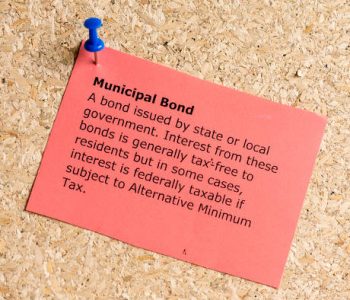 Municipal Bond
A bond issued by state or local
government. Interest from these
bonds is generally tax-free to
residents but in some cases,
interest is federally taxable if
subject to Alternative Minimum
Tax.